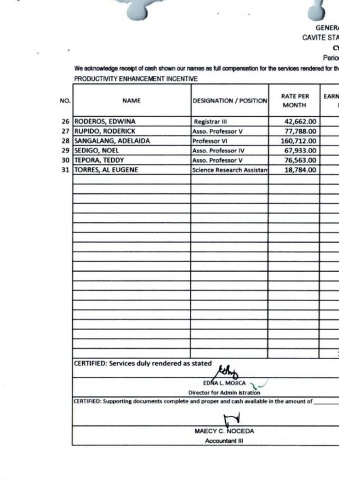 GENERA
CAVITE STA
CY
Perio
We acknowledge receipt of cash shown our names as full compensation for the services rendered for th
PRODUCTIVITY ENHANCEMENT INCENTIVE
NO. NAME DESIGNATION / POSITION RATE PER MONTH EARN
26 RODEROS, EDWINA Registrar III 42,662.00
27 RUPIDO, RODERICK Asso. Professor V 77,788.00
28 SANGALANG, ADELAIDA Professor VI 160,712.00
29 SEDIGO, NOEL Asso. Professor IV 67,933.00
30 TEPORA, TEDDY Asso. Professor V 76,563.00
31 TORRES, AL EUGENE Science Research Assistan 18,784.00
CERTIFIED: Services duly rendered as stated
EDNA L. MOJICA
Director for Admin istration
CERTIFIED: Supporting documents complete and proper and cash available in the amount of
MAECY C. NOCEDA
Accountant III